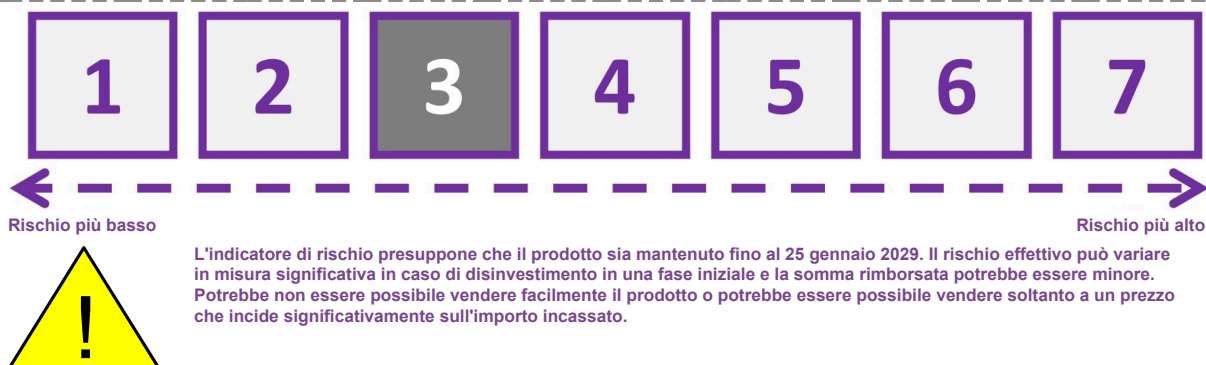 1 2 3 4 5 6 7
Rischio più basso Rischio più alto
L'indicatore di rischio presuppone che il prodotto sia mantenuto fino al 25 gennaio 2029. Il rischio effettivo può variare
in misura significativa in caso di disinvestimento in una fase iniziale e la somma rimborsata potrebbe essere minore.
Potrebbe non essere possibile vendere facilmente il prodotto o potrebbe essere possibile vendere soltanto a un prezzo
che incide significativamente sull'importo incassato.
!